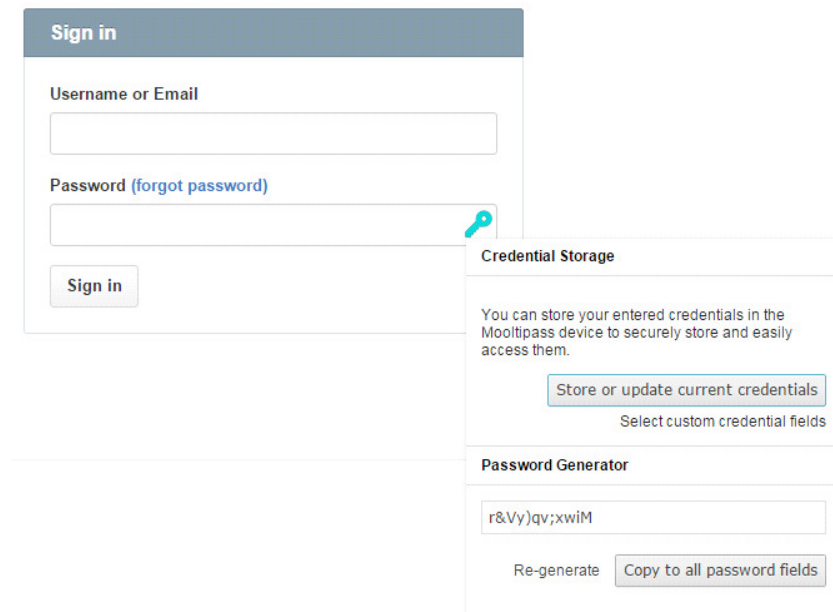 Sign in
Username or Email
Password (forgot password)
Sign in
Credential Storage
You can store your entered credentials in the
Mooltipass device to securely store and easily
access them.
Store or update current credentials
Select custom credential fields
Password Generator
r&Vy)qv;xwiM
Re-generate Copy to all password fields